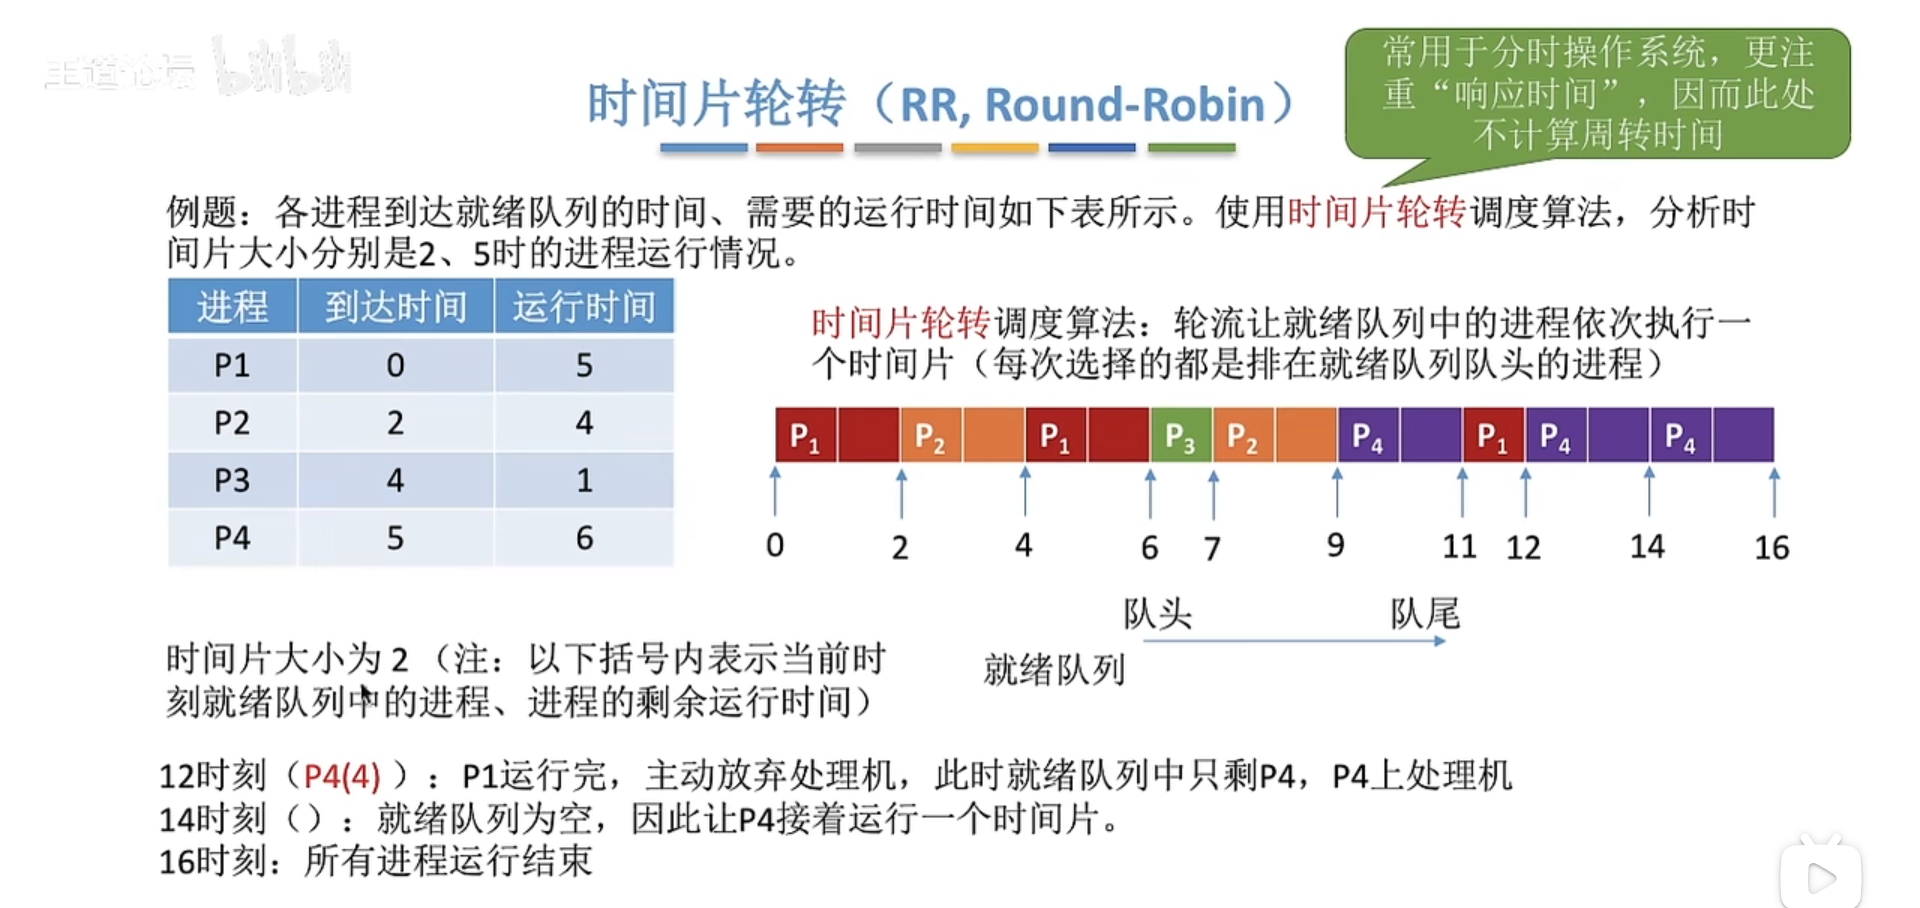 王道论坛 bilibili
时间片轮转（RR, Round-Robin）
常用于分时操作系统，更注
重“响应时间”，因而此处
不计算周转时间
例题：各进程到达就绪队列的时间、需要的运行时间如下表所示。使用时间片轮转调度算法，分析时
间片大小分别是2、5时的进程运行情况。
进程 到达时间 运行时间
P1 0 5
P2 2 4
P3 4 1
P4 5 6
时间片轮转调度算法：轮流让就绪队列中的进程依次执行一
个时间片（每次选择的都是排在就绪队列队头的进程）
P1 P2 P1 P3 P2 P4 P1 P4 P4
0 2 4 6 7 9 11 12 14 16
队头 队尾
就绪队列
时间片大小为 2（注：以下括号内表示当前时
刻就绪队列中的进程、进程的剩余运行时间）
12时刻（P4(4) ）：P1运行完，主动放弃处理机，此时就绪队列中只剩P4，P4上处理机
14时刻（）：就绪队列为空，因此让P4接着运行一个时间片。
16时刻：所有进程运行结束